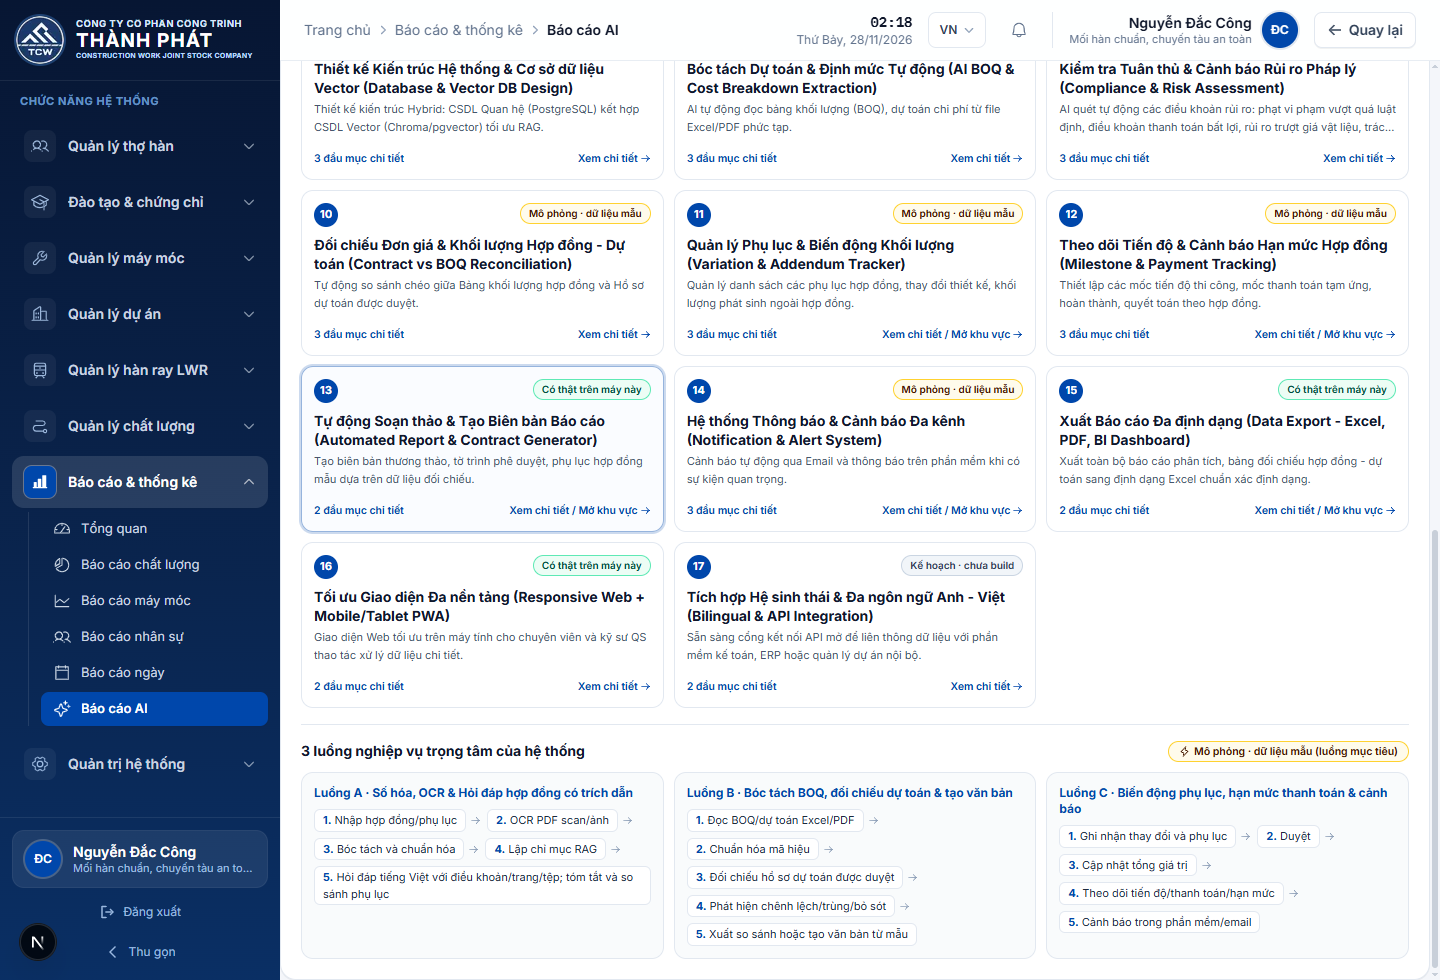 CÔNG TY CỔ PHẦN CÔNG TRÌNH
THÀNH PHÁT
CONSTRUCTION WORK JOINT STOCK COMPANY
TCW
CHỨC NĂNG HỆ THỐNG
Quản lý thợ hàn
Đào tạo & chứng chỉ
Quản lý máy móc
Quản lý dự án
Quản lý hàn ray LWR
Quản lý chất lượng
Báo cáo & thống kê
Tổng quan
Báo cáo chất lượng
Báo cáo máy móc
Báo cáo nhân sự
Báo cáo ngày
Báo cáo AI
Quản trị hệ thống
ĐC
Nguyễn Đắc Công
Mối hàn chuẩn, chuyến tàu an to...
Đăng xuất
N
Thu gọn
Trang chủ > Báo cáo & thống kê > Báo cáo AI
02:18
Thứ Bảy, 28/11/2026
VN
Nguyễn Đắc Công
Mối hàn chuẩn, chuyến tàu an toàn
ĐC
← Quay lại
Thiết kế Kiến trúc Hệ thống & Cơ sở dữ liệu
Vector (Database & Vector DB Design)
Thiết kế kiến trúc Hybrid: CSDL Quan hệ (PostgreSQL) kết hợp
CSDL Vector (Chroma/pgvector) tối ưu RAG.
3 đầu mục chi tiết
Xem chi tiết →
Bóc tách Dự toán & Định mức Tự động (AI BOQ &
Cost Breakdown Extraction)
AI tự động đọc bảng khối lượng (BOQ), dự toán chi phí từ file
Excel/PDF phức tạp.
3 đầu mục chi tiết
Xem chi tiết →
Kiểm tra Tuân thủ & Cảnh báo Rủi ro Pháp lý
(Compliance & Risk Assessment)
AI quét tự động các điều khoản rủi ro: phạt vi phạm vượt quá luật
định, điều khoản thanh toán bất lợi, rủi ro trượt giá vật liệu, trác...
3 đầu mục chi tiết
Xem chi tiết →
10
Mô phỏng · dữ liệu mẫu
Đối chiếu Đơn giá & Khối lượng Hợp đồng - Dự
toán (Contract vs BOQ Reconciliation)
Tự động so sánh chéo giữa Bảng khối lượng hợp đồng và Hồ sơ
dự toán được duyệt.
3 đầu mục chi tiết
Xem chi tiết →
11
Mô phỏng · dữ liệu mẫu
Quản lý Phụ lục & Biến động Khối lượng
(Variation & Addendum Tracker)
Quản lý danh sách các phụ lục hợp đồng, thay đổi thiết kế, khối
lượng phát sinh ngoài hợp đồng.
3 đầu mục chi tiết
Xem chi tiết / Mở khu vực →
12
Mô phỏng · dữ liệu mẫu
Theo dõi Tiến độ & Cảnh báo Hạn mức Hợp đồng
(Milestone & Payment Tracking)
Thiết lập các mốc tiến độ thi công, mốc thanh toán tạm ứng,
hoàn thành, quyết toán theo hợp đồng.
3 đầu mục chi tiết
Xem chi tiết / Mở khu vực →
13
Có thật trên máy này
Tự động Soạn thảo & Tạo Biên bản Báo cáo
(Automated Report & Contract Generator)
Tạo biên bản thương thảo, tờ trình phê duyệt, phụ lục hợp đồng
mẫu dựa trên dữ liệu đối chiếu.
2 đầu mục chi tiết
Xem chi tiết / Mở khu vực →
14
Mô phỏng · dữ liệu mẫu
Hệ thống Thông báo & Cảnh báo Đa kênh
(Notification & Alert System)
Cảnh báo tự động qua Email và thông báo trên phần mềm khi có
sự kiện quan trọng.
3 đầu mục chi tiết
Xem chi tiết / Mở khu vực →
15
Có thật trên máy này
Xuất Báo cáo Đa định dạng (Data Export - Excel,
PDF, BI Dashboard)
Xuất toàn bộ báo cáo phân tích, bảng đối chiếu hợp đồng - dự
toán sang định dạng Excel chuẩn xác định dạng.
2 đầu mục chi tiết
Xem chi tiết / Mở khu vực →
16
Có thật trên máy này
Tối ưu Giao diện Đa nền tảng (Responsive Web +
Mobile/Tablet PWA)
Giao diện Web tối ưu trên máy tính cho chuyên viên và kỹ sư QS
thao tác xử lý dữ liệu chi tiết.
2 đầu mục chi tiết
Xem chi tiết →
17
Kế hoạch · chưa build
Tích hợp Hệ sinh thái & Đa ngôn ngữ Anh - Việt
(Bilingual & API Integration)
Sẵn sàng cổng kết nối API mở để liên thông dữ liệu với phần
mềm kế toán, ERP hoặc quản lý dự án nội bộ.
2 đầu mục chi tiết
Xem chi tiết →
3 luồng nghiệp vụ trọng tâm của hệ thống
Mô phỏng · dữ liệu mẫu (luồng mục tiêu)
Luồng A · Số hóa, OCR & Hỏi đáp hợp đồng có trích dẫn
1. Nhập hợp đồng/phụ lục → 2. OCR PDF scan/ảnh →
3. Bóc tách và chuẩn hóa → 4. Lập chỉ mục RAG →
5. Hỏi đáp tiếng Việt với điều khoản/trang/tệp; tóm tắt và so
sánh phụ lục
Luồng B · Bóc tách BOQ, đối chiếu dự toán & tạo văn bản
1. Đọc BOQ/dự toán Excel/PDF →
2. Chuẩn hóa mã hiệu →
3. Đối chiếu hồ sơ dự toán được duyệt →
4. Phát hiện chênh lệch/trùng/bỏ sót →
5. Xuất so sánh hoặc tạo văn bản từ mẫu
Luồng C · Biến động phụ lục, hạn mức thanh toán & cảnh
báo
1. Ghi nhận thay đổi và phụ lục → 2. Duyệt →
3. Cập nhật tổng giá trị →
4. Theo dõi tiến độ/thanh toán/hạn mức →
5. Cảnh báo trong phần mềm/email